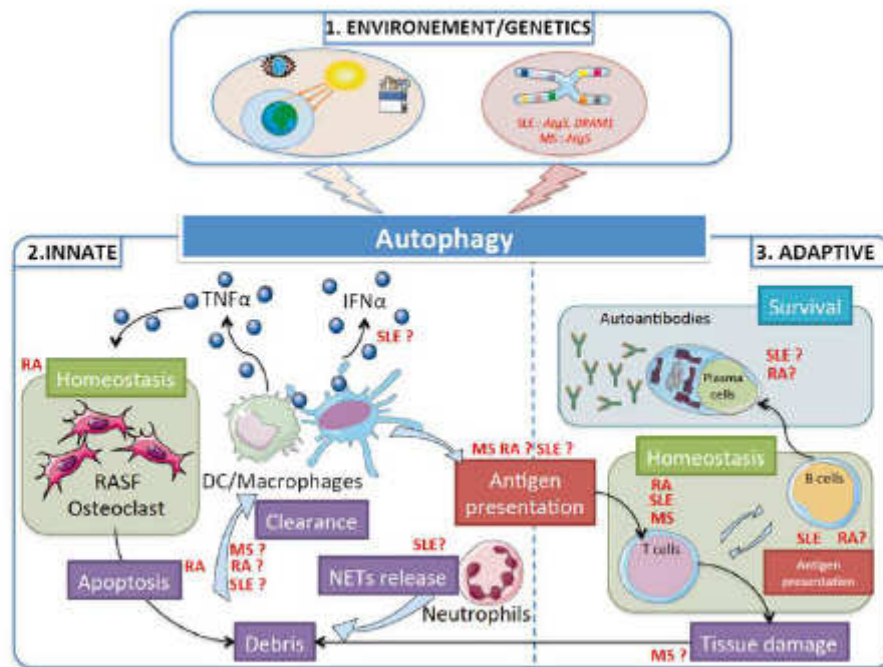 1. ENVIRONEMENT/GENETICS
SLE : Atg5, DRAM1
MS : Atg5
Autophagy
2.INNATE
3. ADAPTIVE
TNFα
IFNα
SLE ?
RA
Homeostasis
RASF
Osteoclast
DC/Macrophages
Clearance
MS ?
RA ?
SLE ?
Apoptosis
RA
Debris
SLE?
NETs release
Neutrophils
MS RA ? SLE ?
Antigen
presentation
Survival
Autoantibodies
Plasma
cells
SLE ?
RA?
Homeostasis
RA
SLE
MS
T cells
B-cells
SLE
RA?
Antigen
presentation
Tissue damage
MS ?